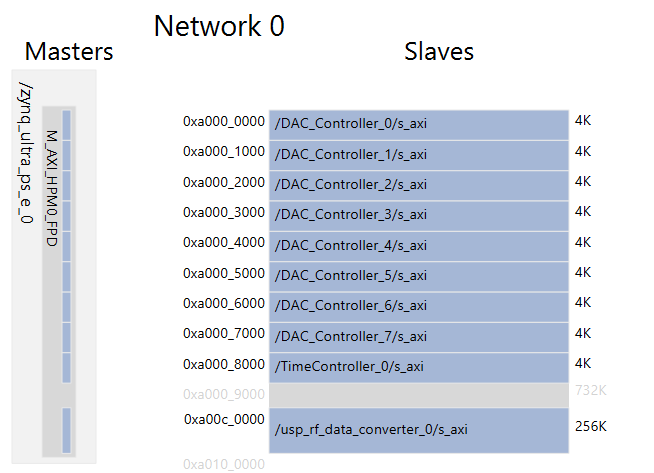 Network 0
Masters
Slaves
/zynq_ultra_ps_e_0
M_AXI_HPM0_FPD
0xa000_0000 /DAC_Controller_0/s_axi 4K
0xa000_1000 /DAC_Controller_1/s_axi 4K
0xa000_2000 /DAC_Controller_2/s_axi 4K
0xa000_3000 /DAC_Controller_3/s_axi 4K
0xa000_4000 /DAC_Controller_4/s_axi 4K
0xa000_5000 /DAC_Controller_5/s_axi 4K
0xa000_6000 /DAC_Controller_6/s_axi 4K
0xa000_7000 /DAC_Controller_7/s_axi 4K
0xa000_8000 /TimeController_0/s_axi 4K
0xa000_9000 732K
0xa00c_0000 /usp_rf_data_converter_0/s_axi 256K
0xa010_0000